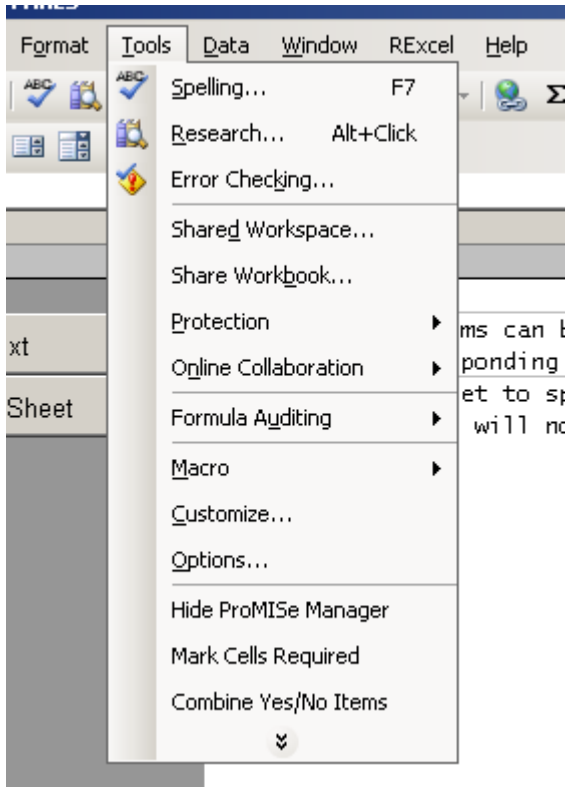 Format Tools Data Window RExcel Help
ABC
ABC Spelling... F7
Research... Alt+Click
Error Checking...
Shared Workspace...
Share Workbook...
Protection
ms can
xt
Online Collaboration
ponding
Sheet
Formula Auditing
et to
will
Macro
Customize...
Options...
Hide ProMISe Manager
Mark Cells Required
Combine Yes/No Items